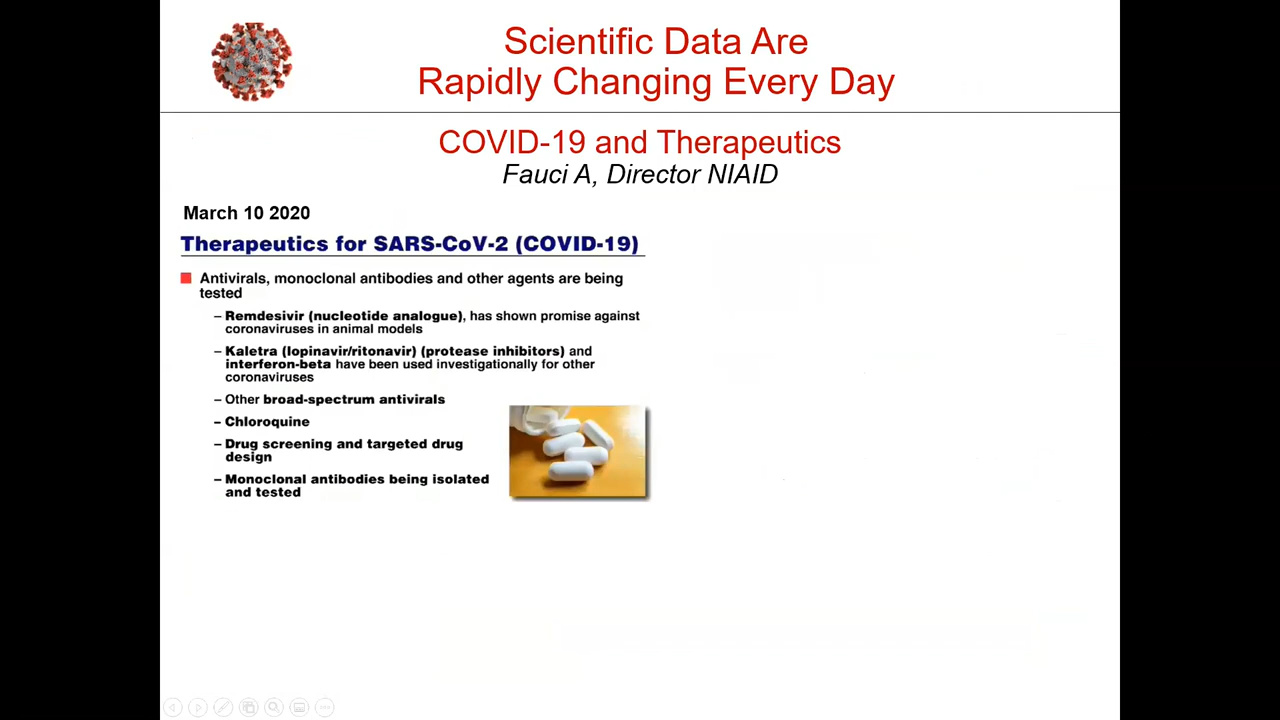 Scientific Data Are
Rapidly Changing Every Day
COVID-19 and Therapeutics
Fauci A, Director NIAID
March 10 2020
Therapeutics for SARS-CoV-2 (COVID-19)
Antivirals, monoclonal antibodies and other agents are being
tested
– Remdesivir (nucleotide analogue), has shown promise against
coronaviruses in animal models
– Kaletra (lopinavir/ritonavir) (protease inhibitors) and
interferon-beta have been used investigationally for other
coronaviruses
– Other broad-spectrum antivirals
– Chloroquine
– Drug screening and targeted drug
design
– Monoclonal antibodies being isolated
and tested